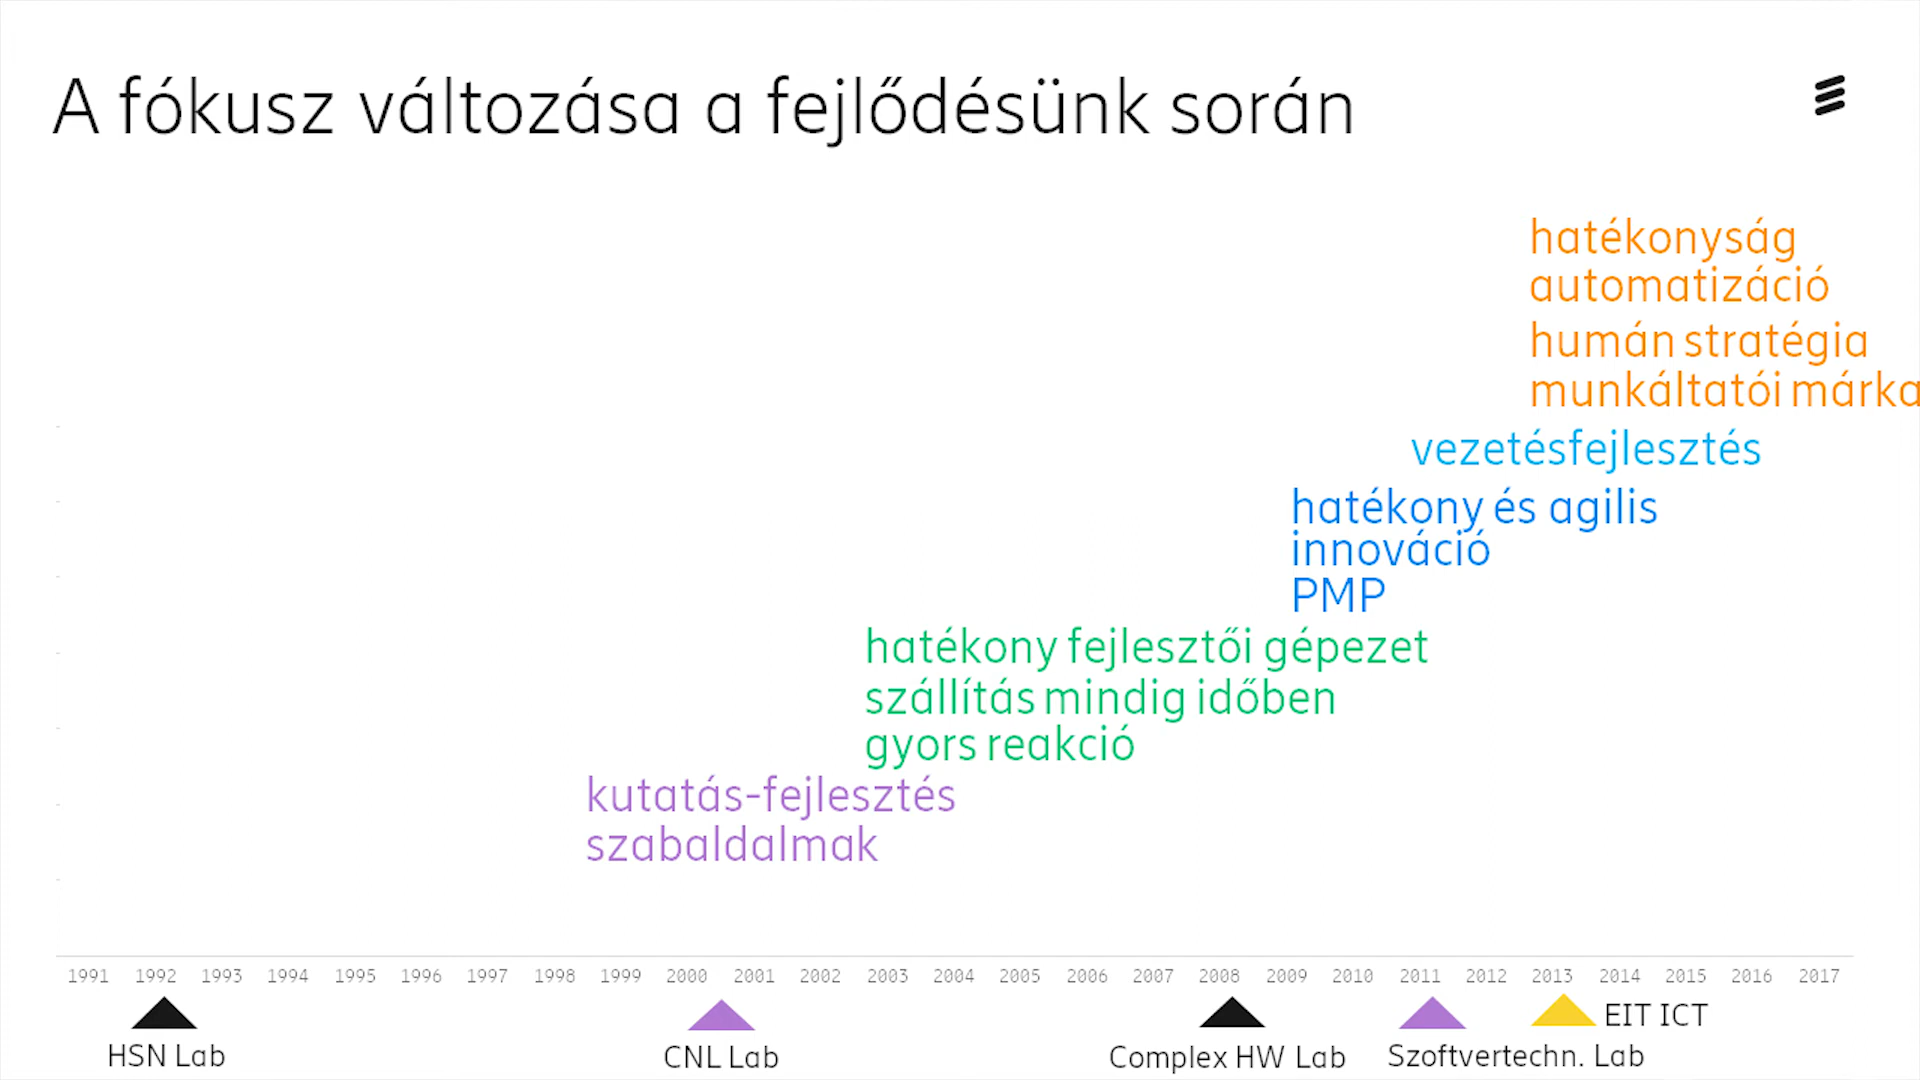 A fókusz változása a fejlődésünk során
hatékonyság
automatizáció
humán stratégia
munkáltatói márka
vezetésfejlesztés
hatékony és agilis
innováció
PMP
hatékony fejlesztői gépezet
szállítás mindig időben
gyors reakció
kutatás-fejlesztés
szabaldalmak
1991 1992 1993 1994 1995 1996 1997 1998 1999 2000 2001 2002 2003 2004 2005 2006 2007 2008 2009 2010 2011 2012 2013 2014 2015 2016 2017
EIT ICT
HSN Lab CNL Lab Complex HW Lab Szoftvertechn. Lab